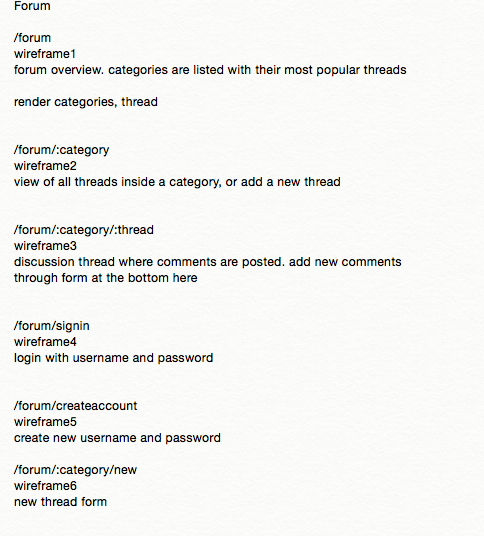 Forum
/forum
wireframe1
forum overview. categories are listed with their most popular threads
render categories, thread
/forum/:category
wireframe2
view of all threads inside a category, or add a new thread
/forum/:category/:thread
wireframe3
discussion thread where comments are posted. add new comments
through form at the bottom here
/forum/signin
wireframe4
login with username and password
/forum/createaccount
wireframe5
create new username and password
/forum/:category/new
wireframe6
new thread form